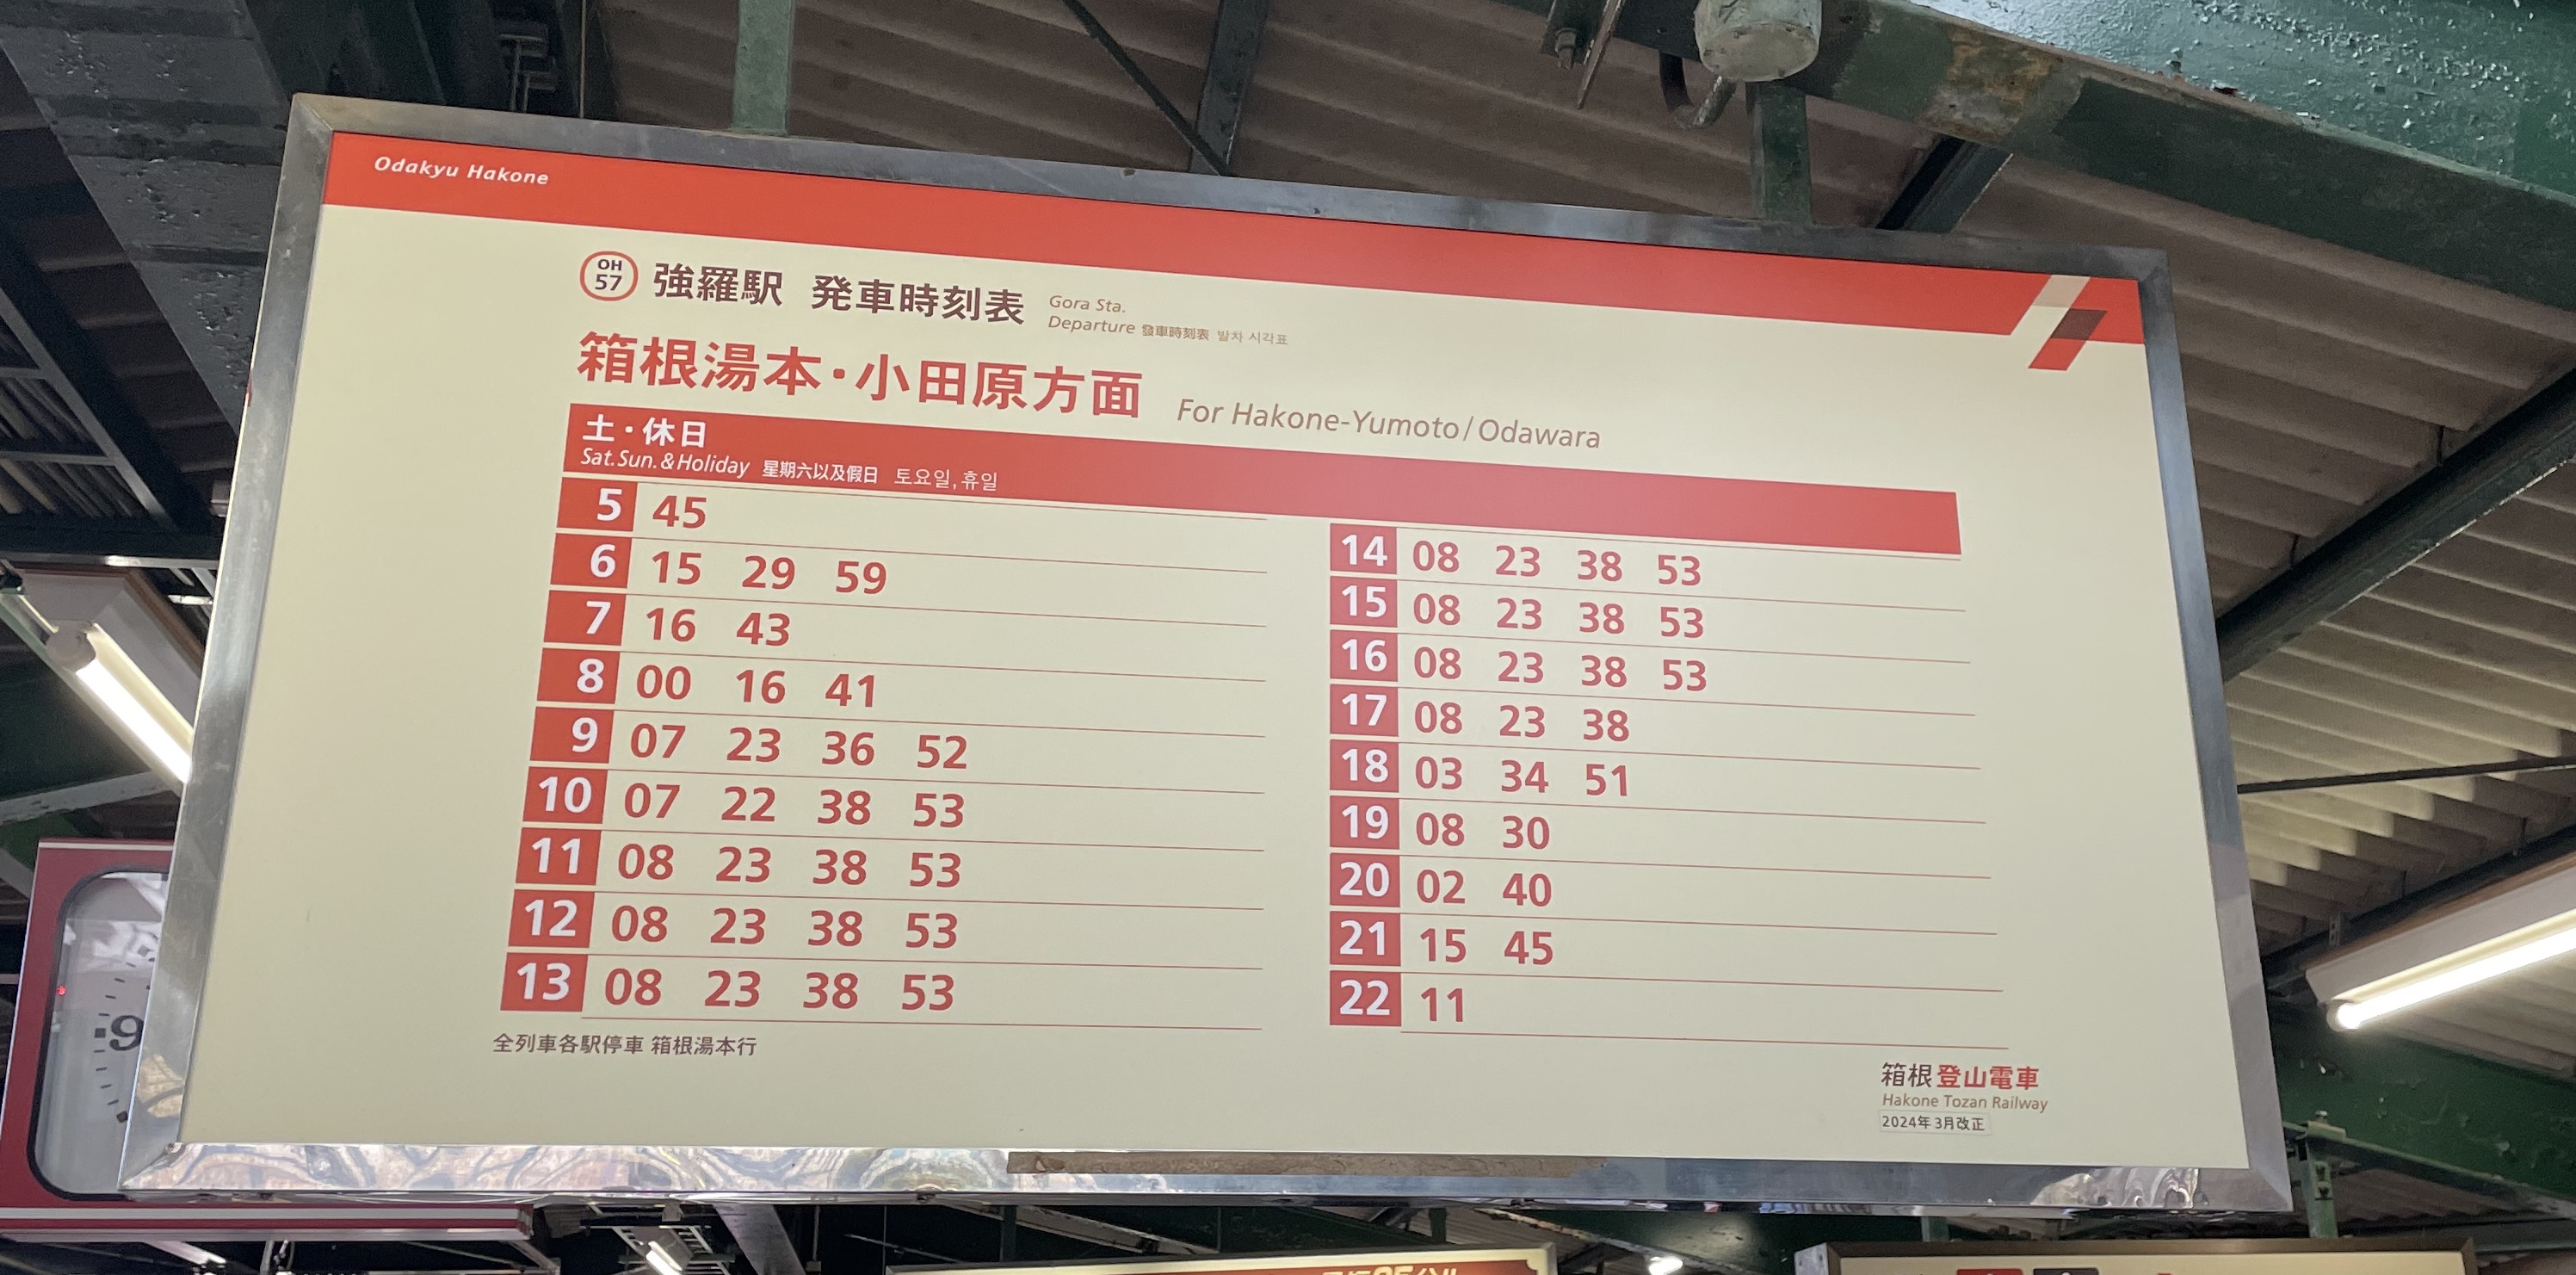 Odakyu Hakone
OH
57
強羅駅 発車時刻表
Gora Sta.
Departure 發車時刻表 발차 시각표
箱根湯本・小田原方面 For Hakone-Yumoto/Odawara
土・休日
Sat.Sun.&Holiday 星期六以及假日 토요일,휴일
5 45
6 15 29 59
7 16 43
8 00 16 41
9 07 23 36 52
10 07 22 38 53
11 08 23 38 53
12 08 23 38 53
13 08 23 38 53
14 08 23 38 53
15 08 23 38 53
16 08 23 38 53
17 08 23 38
18 03 34 51
19 08 30
20 02 40
21 15 45
22 11
全列車各駅停車 箱根湯本行
箱根登山電車
Hakone Tozan Railway
2024年3月改正
9